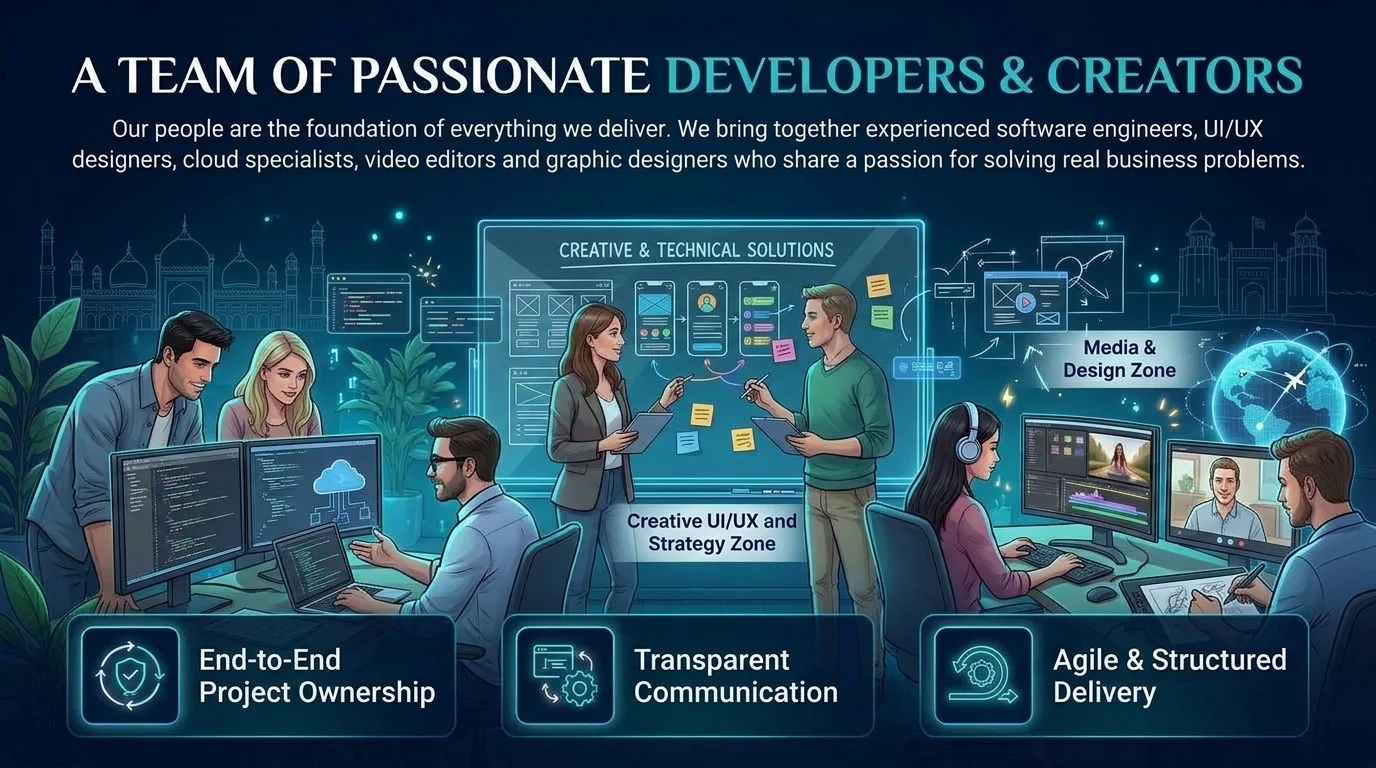 A TEAM OF PASSIONATE DEVELOPERS & CREATORS
Our people are the foundation of everything we deliver. We bring together experienced software engineers, UI/UX
designers, cloud specialists, video editors and graphic designers who share a passion for solving real business problems.
CREATIVE & TECHNICAL SOLUTIONS
Media &
Design Zone
Creative UI/UX and
Strategy Zone
End-to-End
Project Ownership
Transparent
Communication
Agile & Structured
Delivery